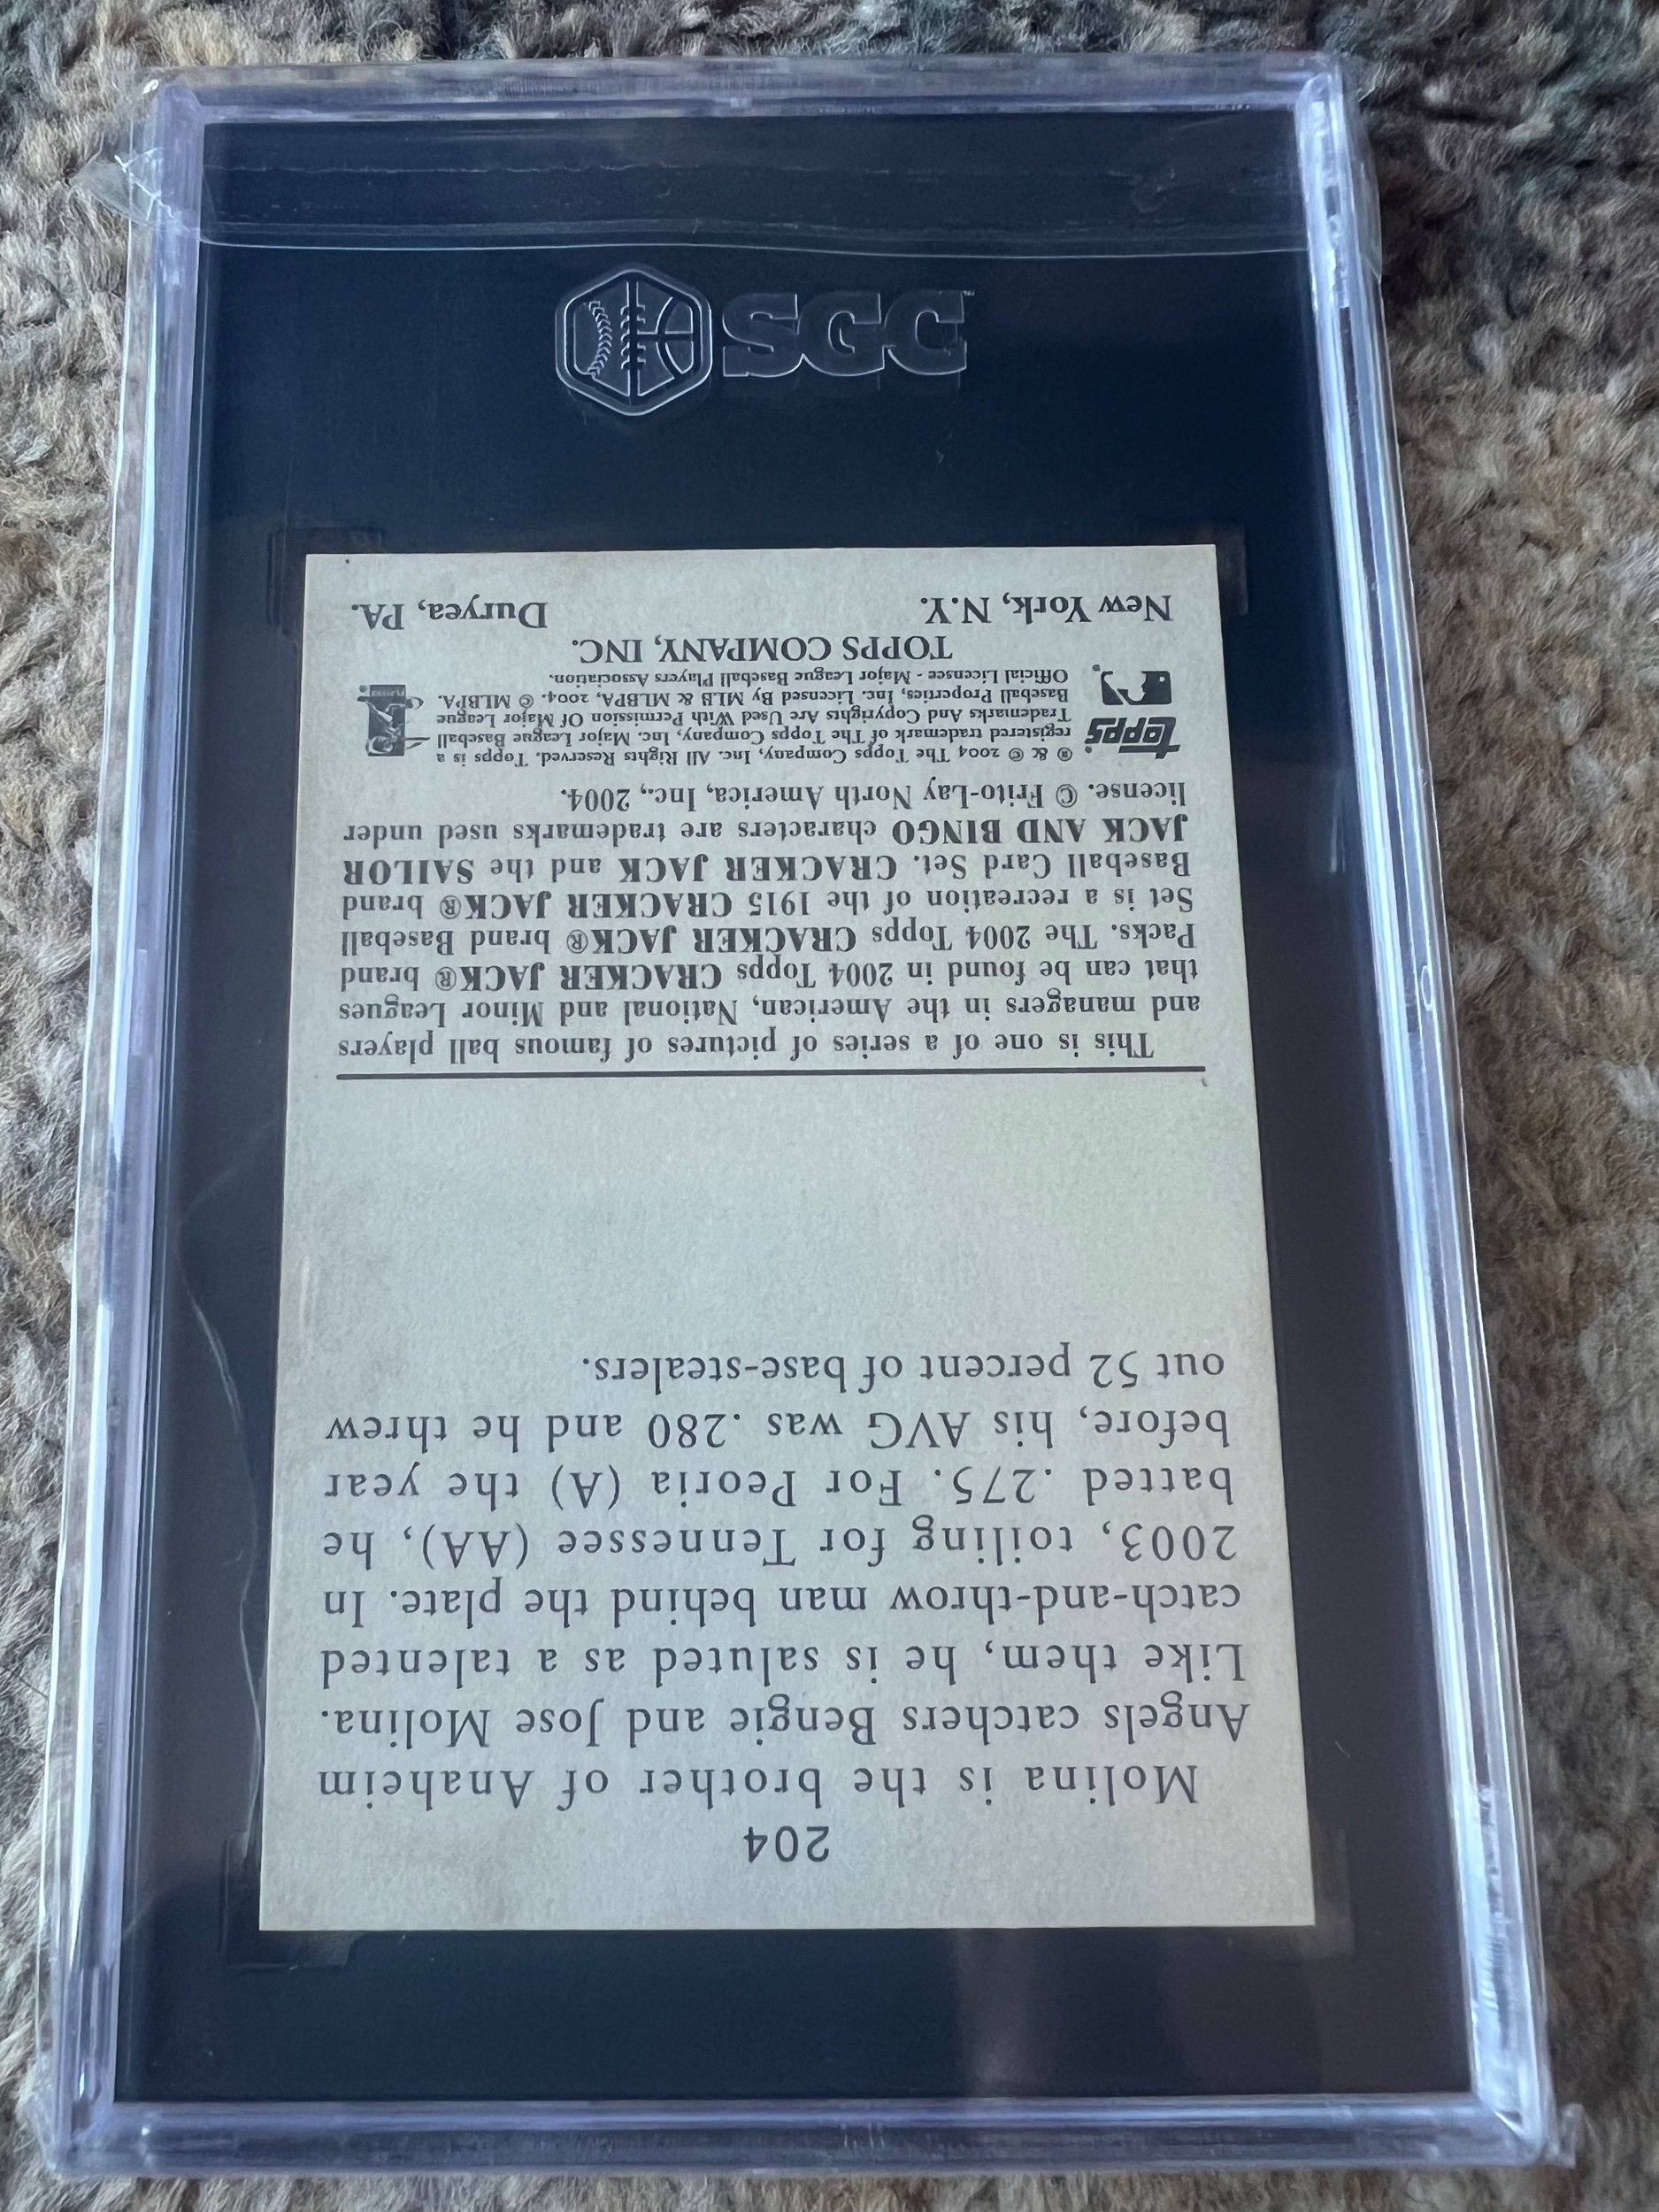 SGC
204
Molina is the brother of Anaheim
Angels catchers Bengie and Jose Molina.
Like them, he is saluted as a talented
catch-and-throw man behind the plate. In
2003, toiling for Tennessee (AA), he
batted .275. For Peoria (A) the year
before, his AVG was .280 and he threw
out 52 percent of base-stealers.
This is one of a series of pictures of famous ball players
and managers in the American, National and Minor Leagues
that can be found in 2004 Topps CRACKER JACK® brand
Packs. The 2004 Topps CRACKER JACK® brand Baseball
Set is a recreation of the 1915 CRACKER JACK® brand
Baseball Card Set. CRACKER JACK and the SAILOR
JACK AND BINGO characters are trademarks used under
license. © Frito-Lay North America, Inc., 2004.
topps
® & © 2004 The Topps Company, Inc. All Rights Reserved. Topps is a
registered trademark of The Topps Company, Inc. Major League Baseball
Trademarks And Copyrights Are Used With Permission Of Major League
Baseball Properties, Inc. Licensed By MLB & MLBPA, 2004. © MLBPA.
Official Licensee - Major League Baseball Players Association.
TOPPS COMPANY, INC.
New York, N.Y. Duryea, PA.